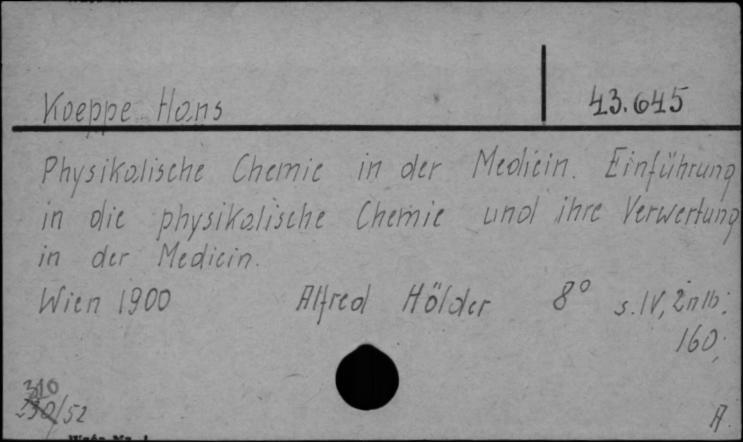 Koeppe Hans 43.645
Physikalische Chemie in der Medicin. Einführung
in die physikalische Chemie und ihre Verwertung
in der Medicin.
Wien 1900 Alfred Hölder 8° s. IV, 2nlb;
160;
310
230/52
A.